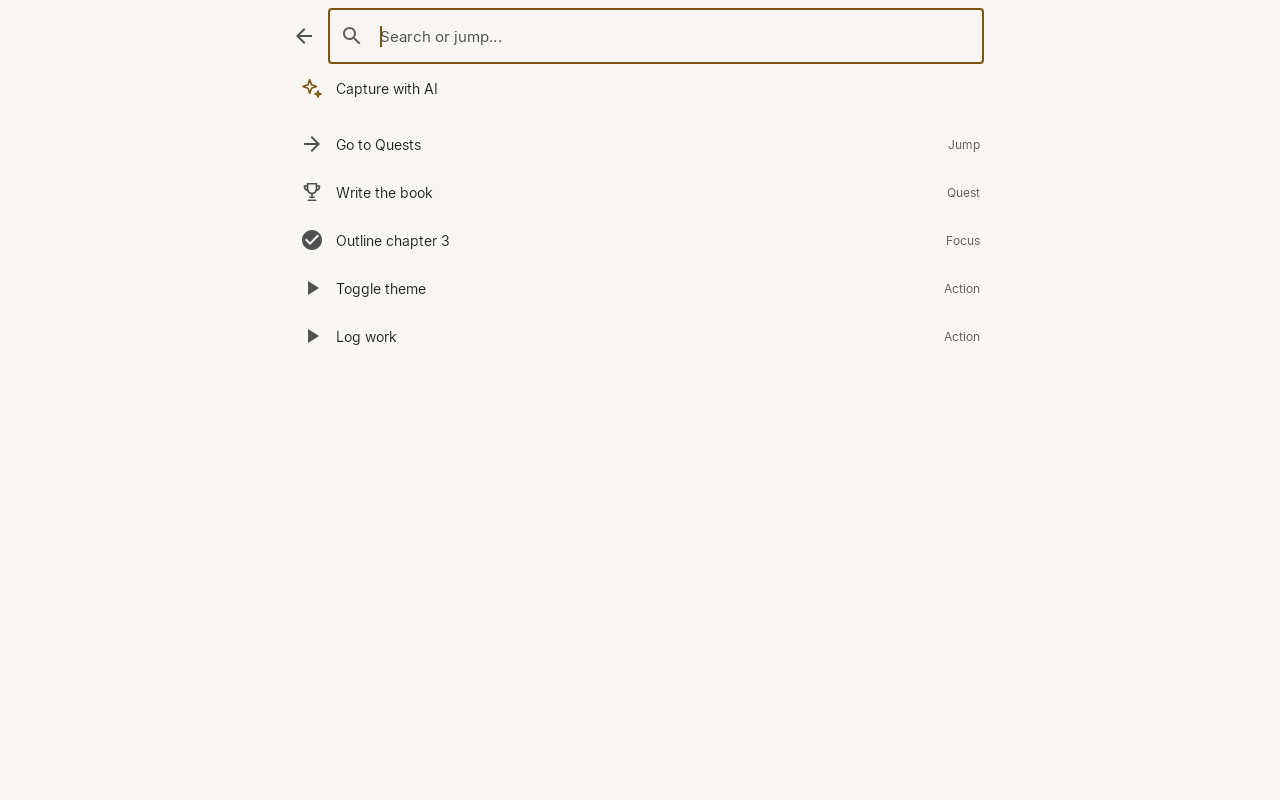 Search or jump...
Capture with AI
Go to Quests Jump
Write the book Quest
Outline chapter 3 Focus
Toggle theme Action
Log work Action